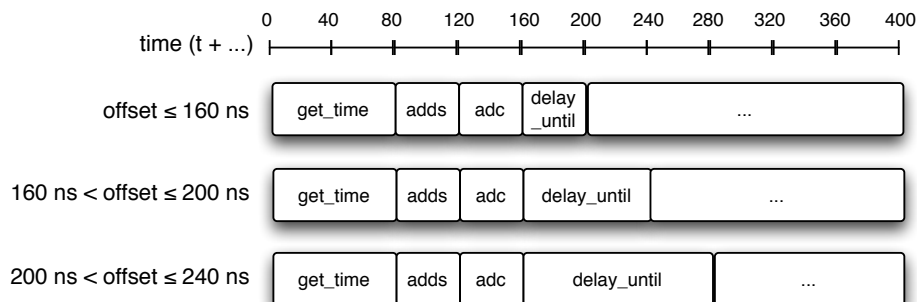 0 40 80 120 160 200 240 280 320 360 400
time (t + ...)
offset ≤ 160 ns
get_time adds adc delay _until ...
160 ns < offset ≤ 200 ns
get_time adds adc delay_until ...
200 ns < offset ≤ 240 ns
get_time adds adc delay_until ...